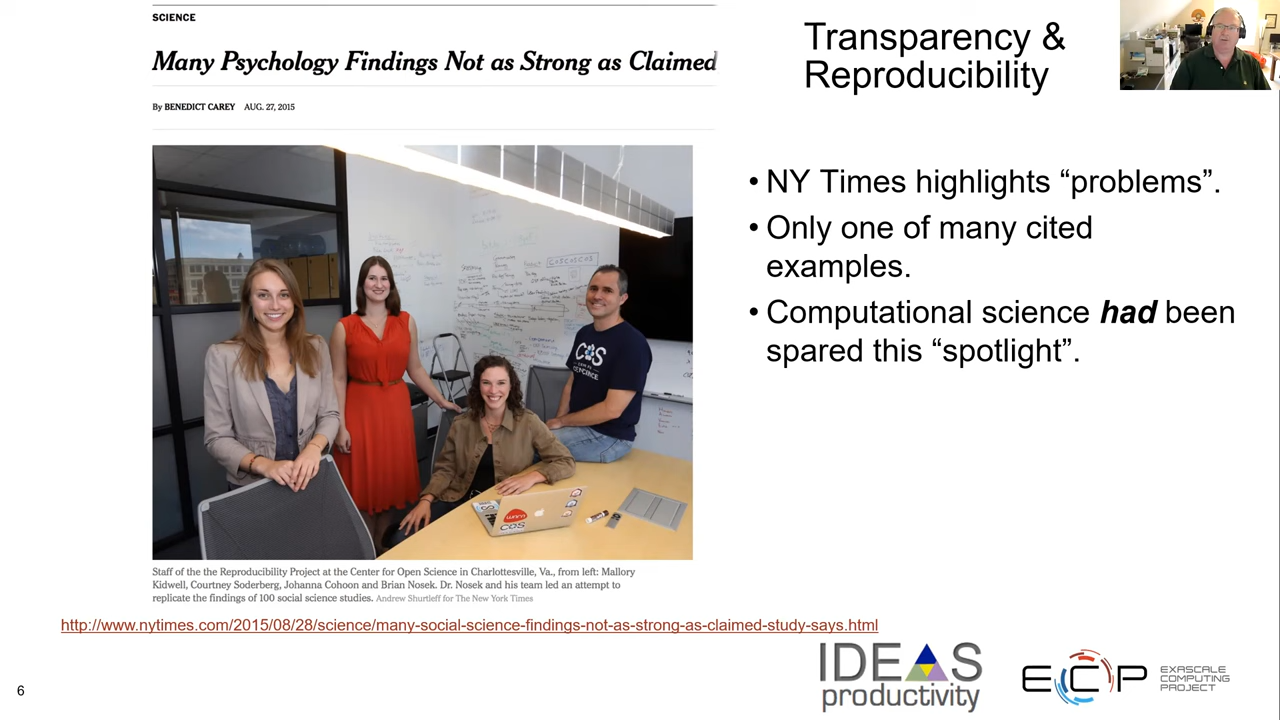 SCIENCE
Many Psychology Findings Not as Strong as Claimed
By BENEDICT CAREY AUG. 27, 2015
COS
COS
Staff of the the Reproducibility Project at the Center for Open Science in Charlottesville, Va., from left: Mallory
Kidwell, Courtney Soderberg, Johanna Cohoon and Brian Nosek. Dr. Nosek and his team led an attempt to
replicate the findings of 100 social science studies. Andrew Shurtleff for The New York Times
http://www.nytimes.com/2015/08/28/science/many-social-science-findings-not-as-strong-as-claimed-study-says.html
Transparency &
Reproducibility
• NY Times highlights “problems”.
• Only one of many cited
examples.
• Computational science had been
spared this “spotlight”.
6
IDEAS
productivity
ECP
EXASCALE
COMPUTING
PROJECT